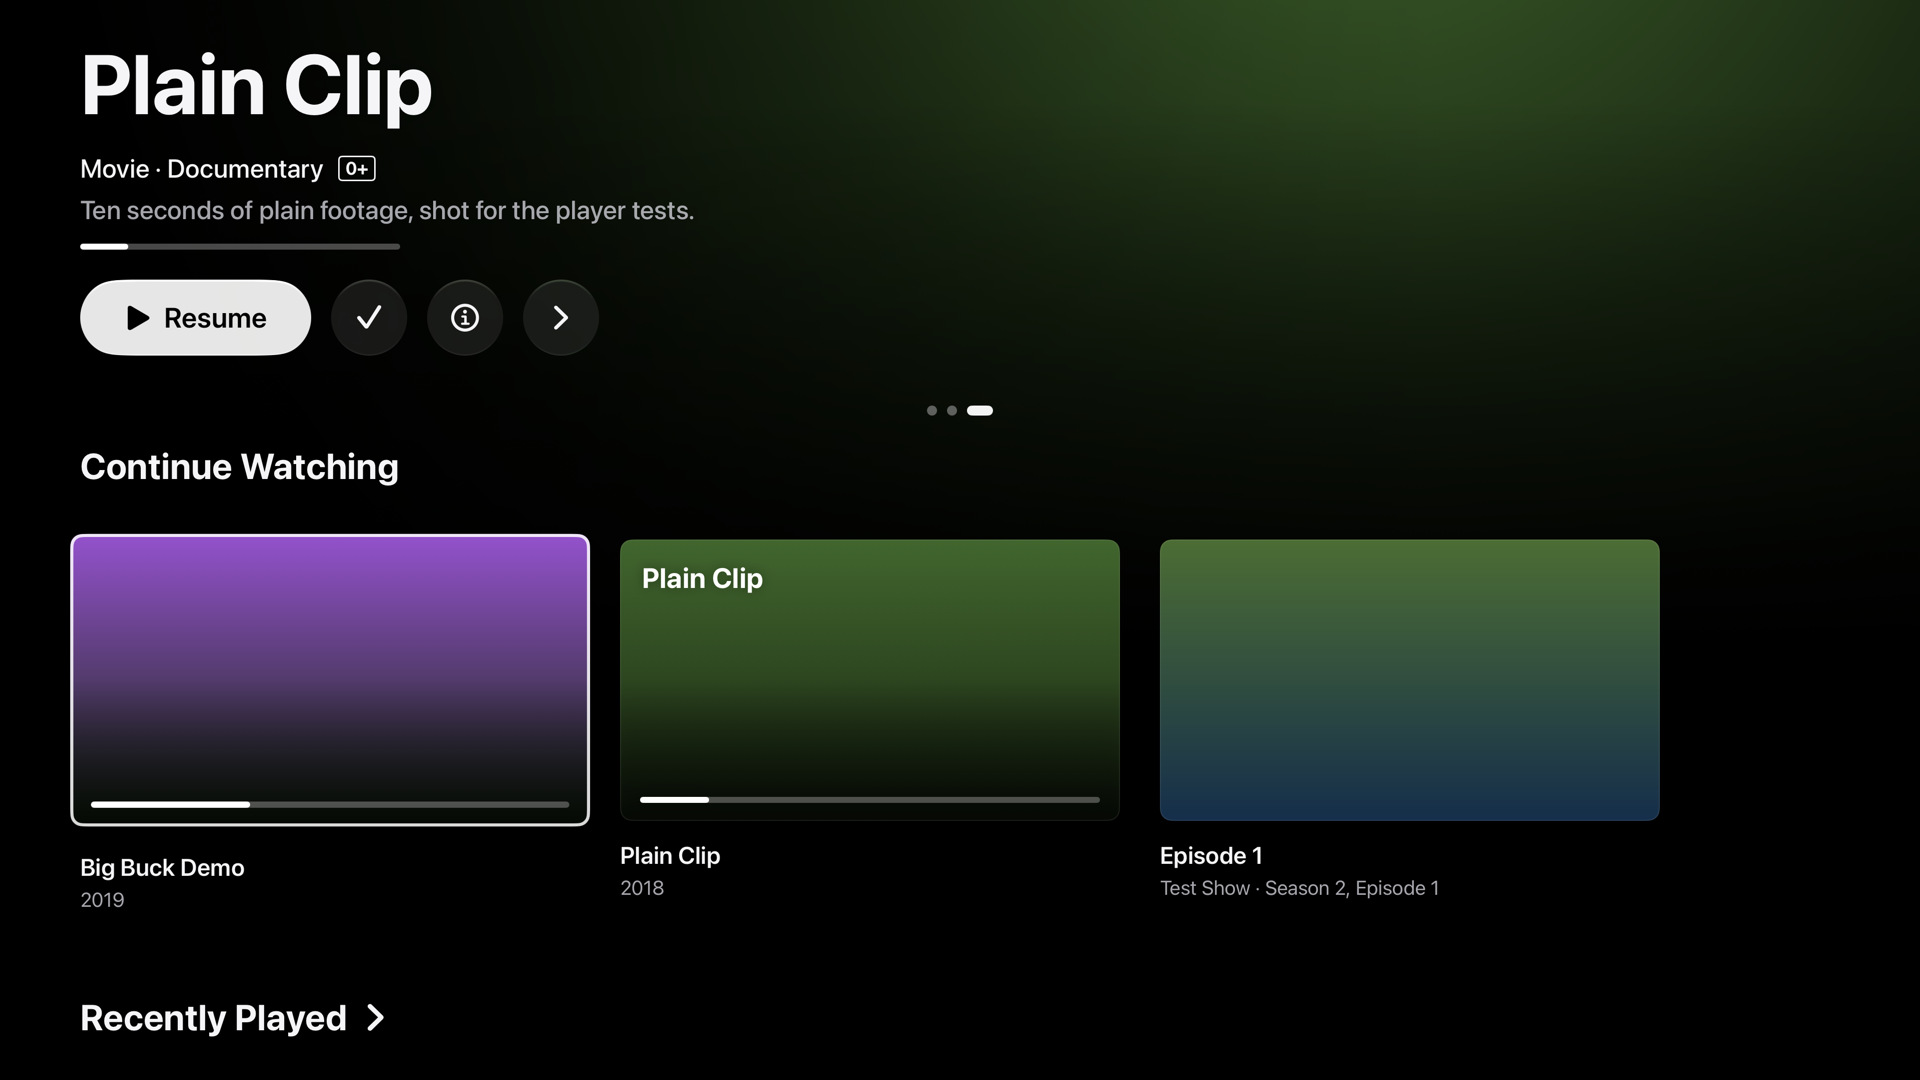 Plain Clip
Movie · Documentary 0+
Ten seconds of plain footage, shot for the player tests.
Resume
Continue Watching
Plain Clip
Big Buck Demo
2019
Plain Clip
2018
Episode 1
Test Show · Season 2, Episode 1
Recently Played